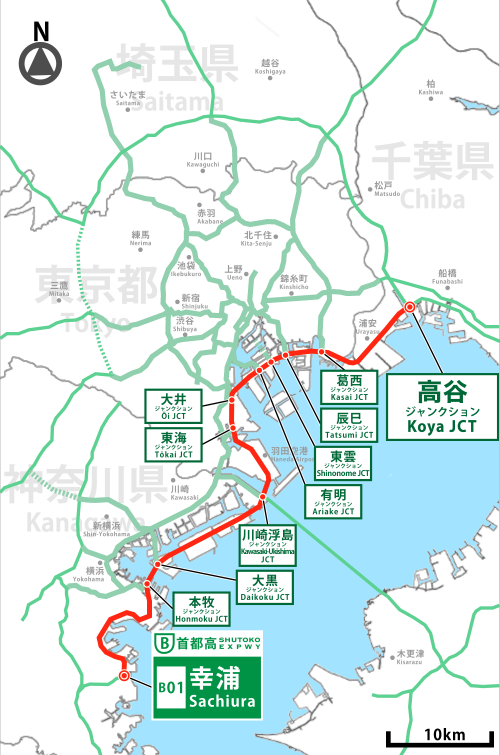 N
埼玉県
Saitama
さいたま
Saitama
越谷
Koshigaya
柏
Kashiwa
川口
Kawaguchi
千葉県
Chiba
松戸
Matsudo
赤羽
Akabane
練馬
Nerima
北千住
Kita-Senju
池袋
Ikebukuro
上野
Ueno
錦糸町
Kinshicho
船橋
Funabashi
東京都
Tokyo
三鷹
Mitaka
新宿
Shinjuku
渋谷
Shibuya
浦安
Urayasu
葛西
ジャンクション
Kasai JCT
高谷
ジャンクション
Koya JCT
大井
ジャンクション
Ōi JCT
辰巳
ジャンクション
Tatsumi JCT
東海
ジャンクション
Tōkai JCT
東雲
ジャンクション
Shinonome JCT
羽田空港
Haneda Airport
有明
ジャンクション
Ariake JCT
神奈川県
Kanagawa
川崎
Kawasaki
新横浜
Shin-Yokohama
川崎浮島
ジャンクション
Kawasaki-Ukishima
JCT
横浜
Yokohama
大黒
ジャンクション
Daikoku JCT
本牧
ジャンクション
Honmoku JCT
B 首都高 SHUTOKO
EXPWY
B01 幸浦
Sachiura
木更津
Kisarazu
10km